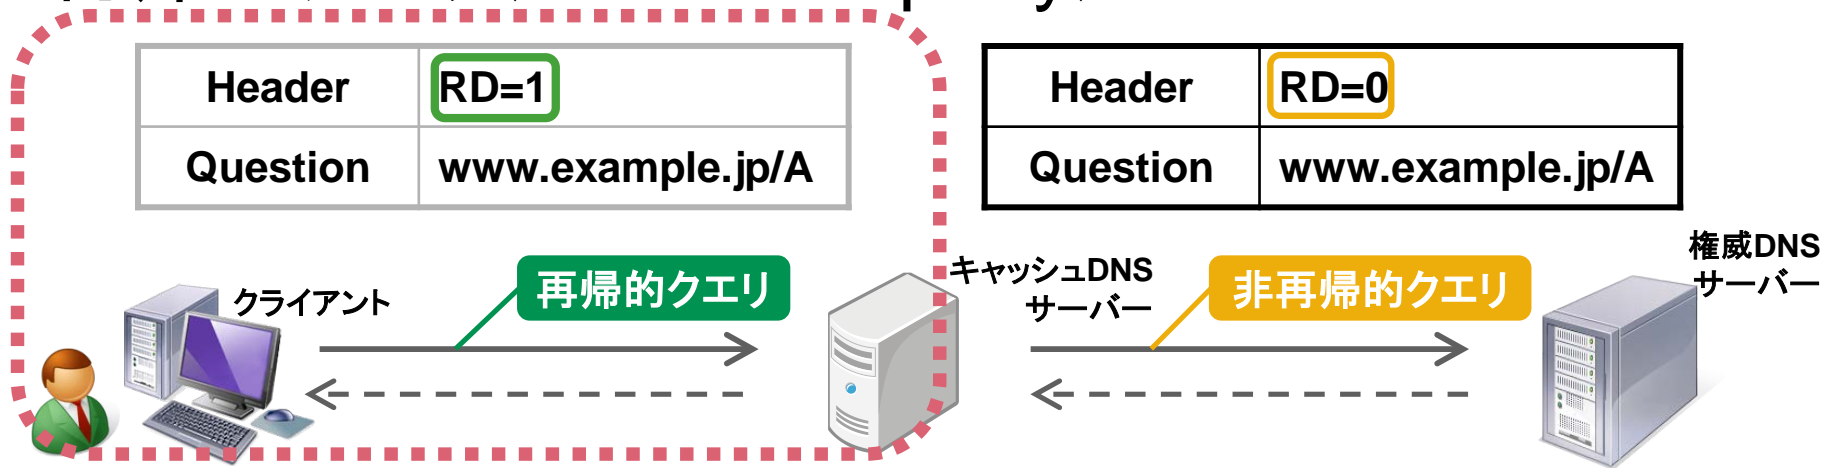 Header RD=1
Question www.example.jp/A
Header RD=0
Question www.example.jp/A
クライアント
再帰的クエリ
キャッシュDNS
サーバー
非再帰的クエリ
権威DNS
サーバー